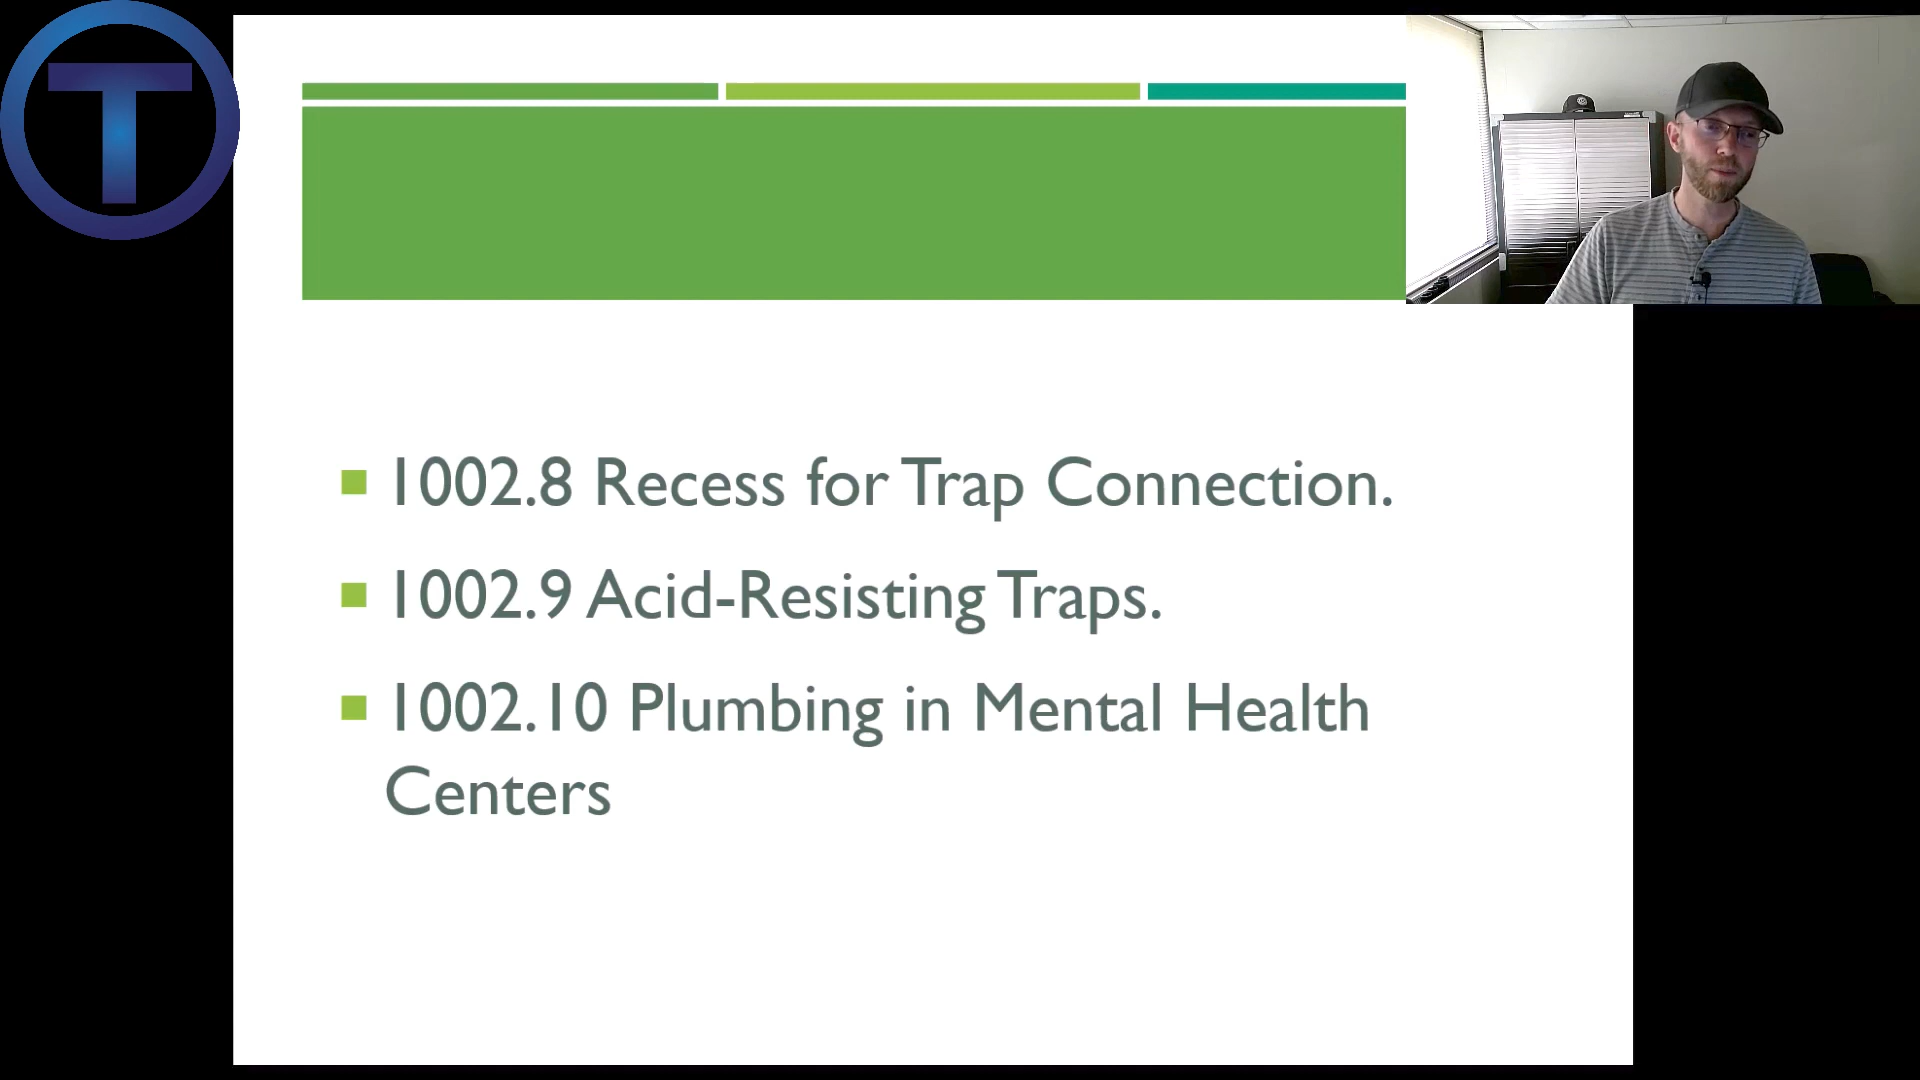 T
1002.8 Recess for Trap Connection.
1002.9 Acid-Resisting Traps.
1002.10 Plumbing in Mental Health
Centers